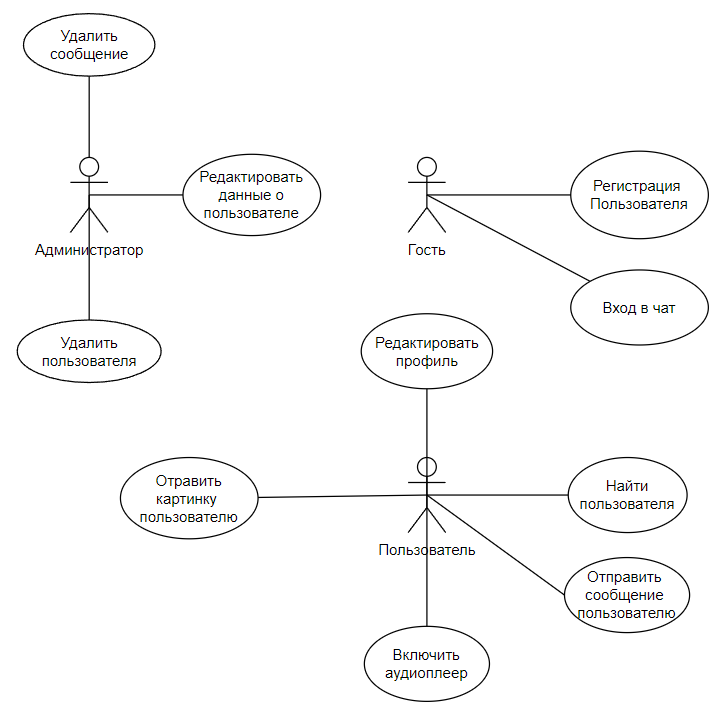 Удалить
сообщение
Редактировать
данные о
пользователе
Администратор
Удалить
пользователя
Регистрация
Пользователя
Гость
Вход в чат
Редактировать
профиль
Отравить
картинку
пользователю
Найти
пользователя
Пользователь
Отправить
сообщение
пользователю
Включить
аудиоплеер